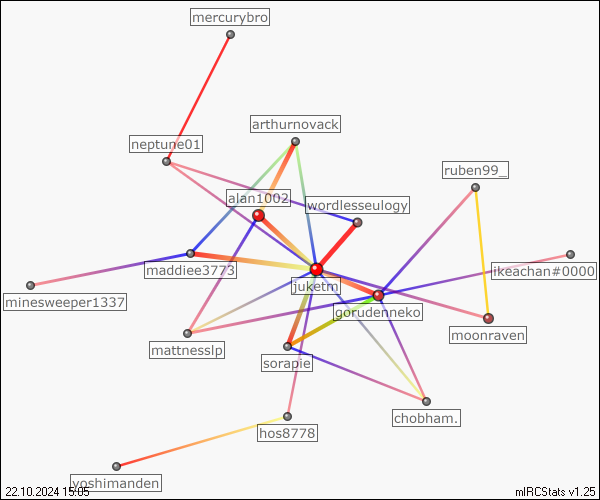 mercurybro
arthurnovack
neptune01
ruben99_
alan1002
wordlesseulogy
maddiee3773
ikeachan#0000
juketn
minesweeper1337
gorudenneko
moonraven
mattnesslp
sorapie
chobham.
hos8778
yoshimanden
22.10.2024 15:05
mIRCStats v1.25